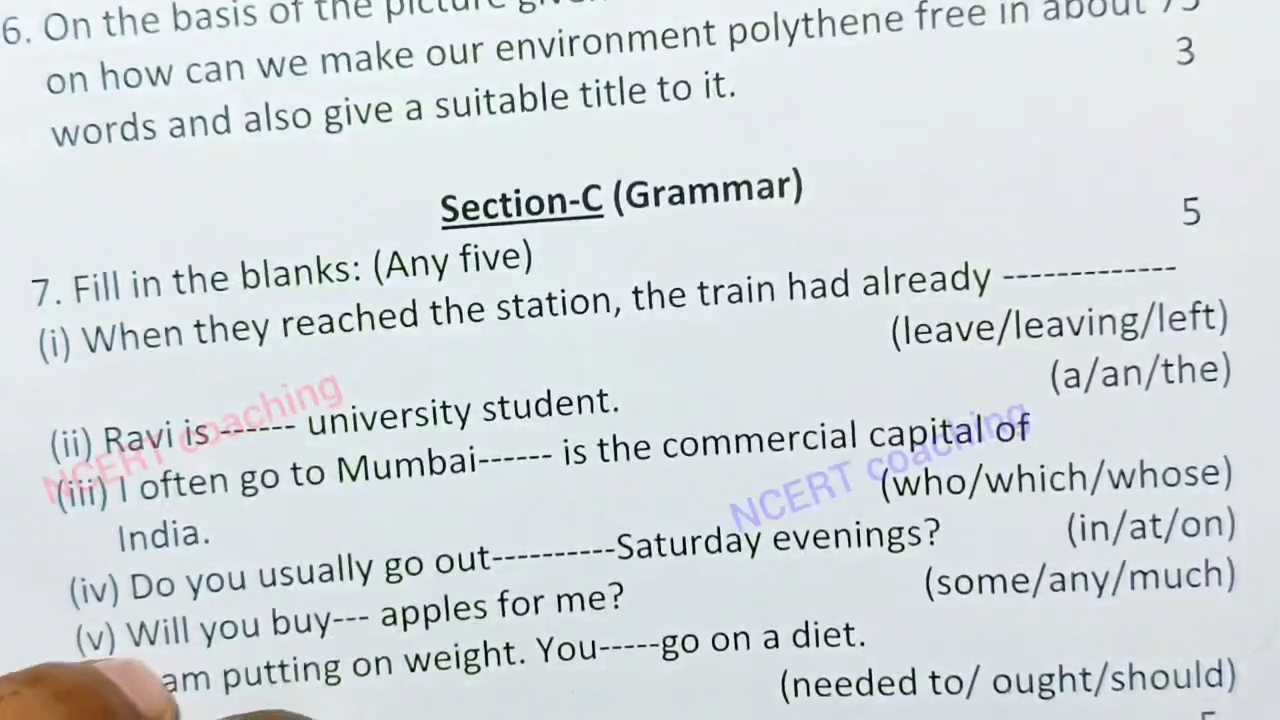 6. On the basis of the picture
on how can we make our environment polythene free in about 75
words and also give a suitable title to it. 3
Section-C (Grammar)
7. Fill in the blanks: (Any five) 5
(i) When they reached the station, the train had already -------------
(leave/leaving/left)
(ii) Ravi is ------ university student. (a/an/the)
(iii) I often go to Mumbai------ is the commercial capital of
India. (who/which/whose)
(iv) Do you usually go out----------Saturday evenings? (in/at/on)
(v) Will you buy--- apples for me? (some/any/much)
am putting on weight. You-----go on a diet.
(needed to/ ought/should)
NCERT coaching
NCERT coaching